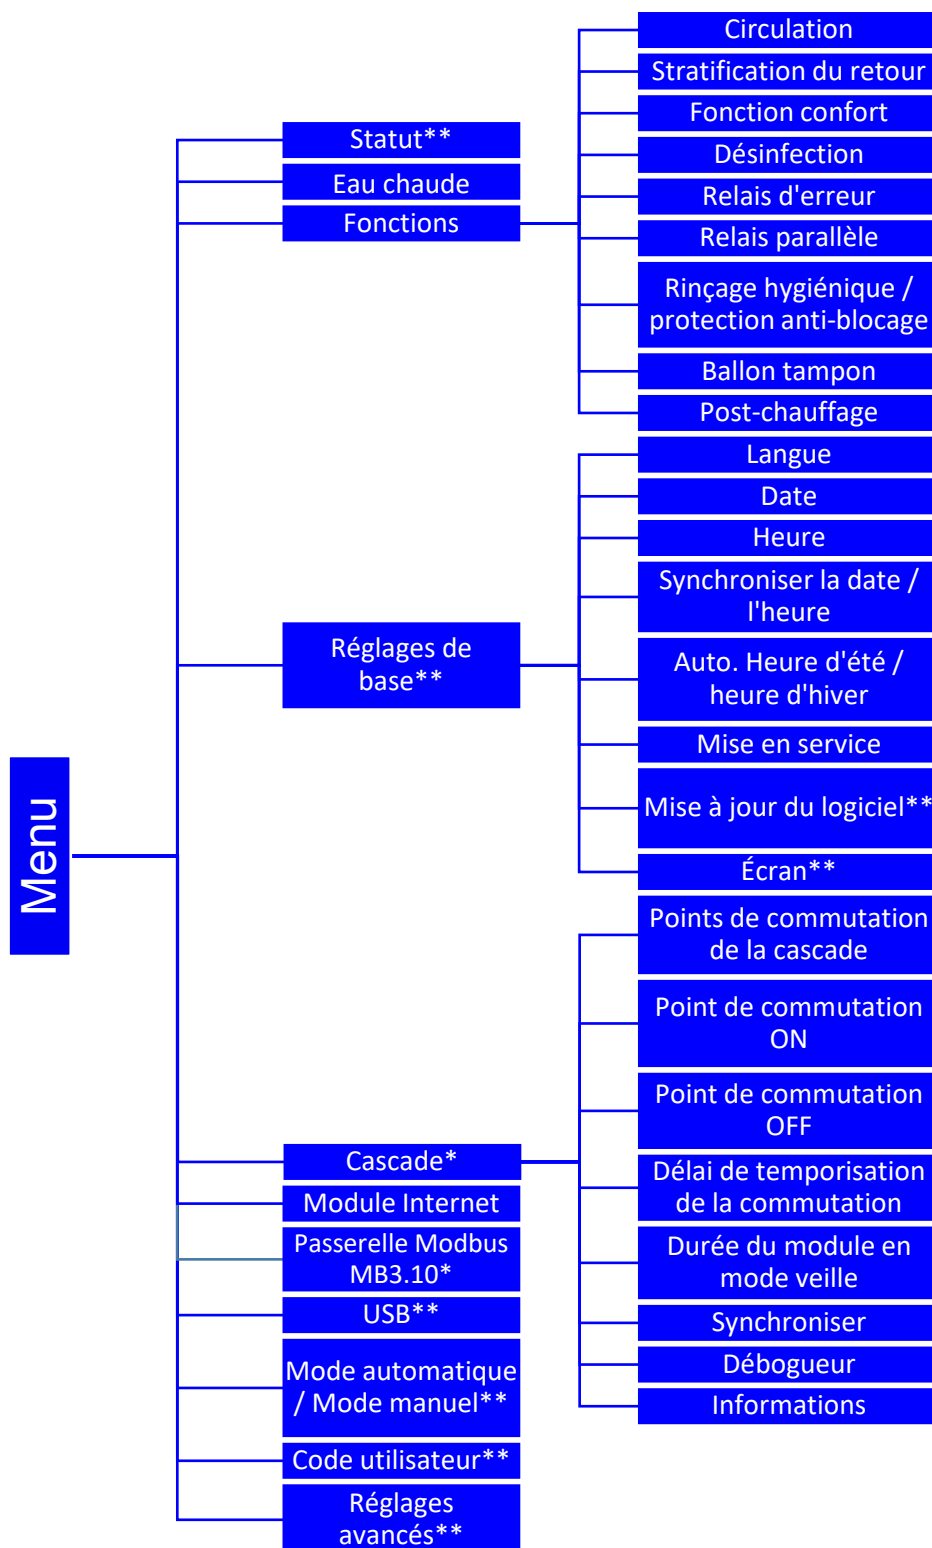 Menu
Statut**
Eau chaude
Fonctions
Circulation
Stratification du retour
Fonction confort
Désinfection
Relais d'erreur
Relais parallèle
Rinçage hygiénique /
protection anti-blocage
Ballon tampon
Post-chauffage
Réglages de
base**
Langue
Date
Heure
Synchroniser la date /
l'heure
Auto. Heure d'été /
heure d'hiver
Mise en service
Mise à jour du logiciel**
Écran**
Cascade*
Points de commutation
de la cascade
Point de commutation
ON
Point de commutation
OFF
Délai de temporisation
de la commutation
Durée du module en
mode veille
Synchroniser
Débogueur
Informations
Module Internet
Passerelle Modbus
MB3.10*
USB**
Mode automatique
/ Mode manuel**
Code utilisateur**
Réglages
avancés**